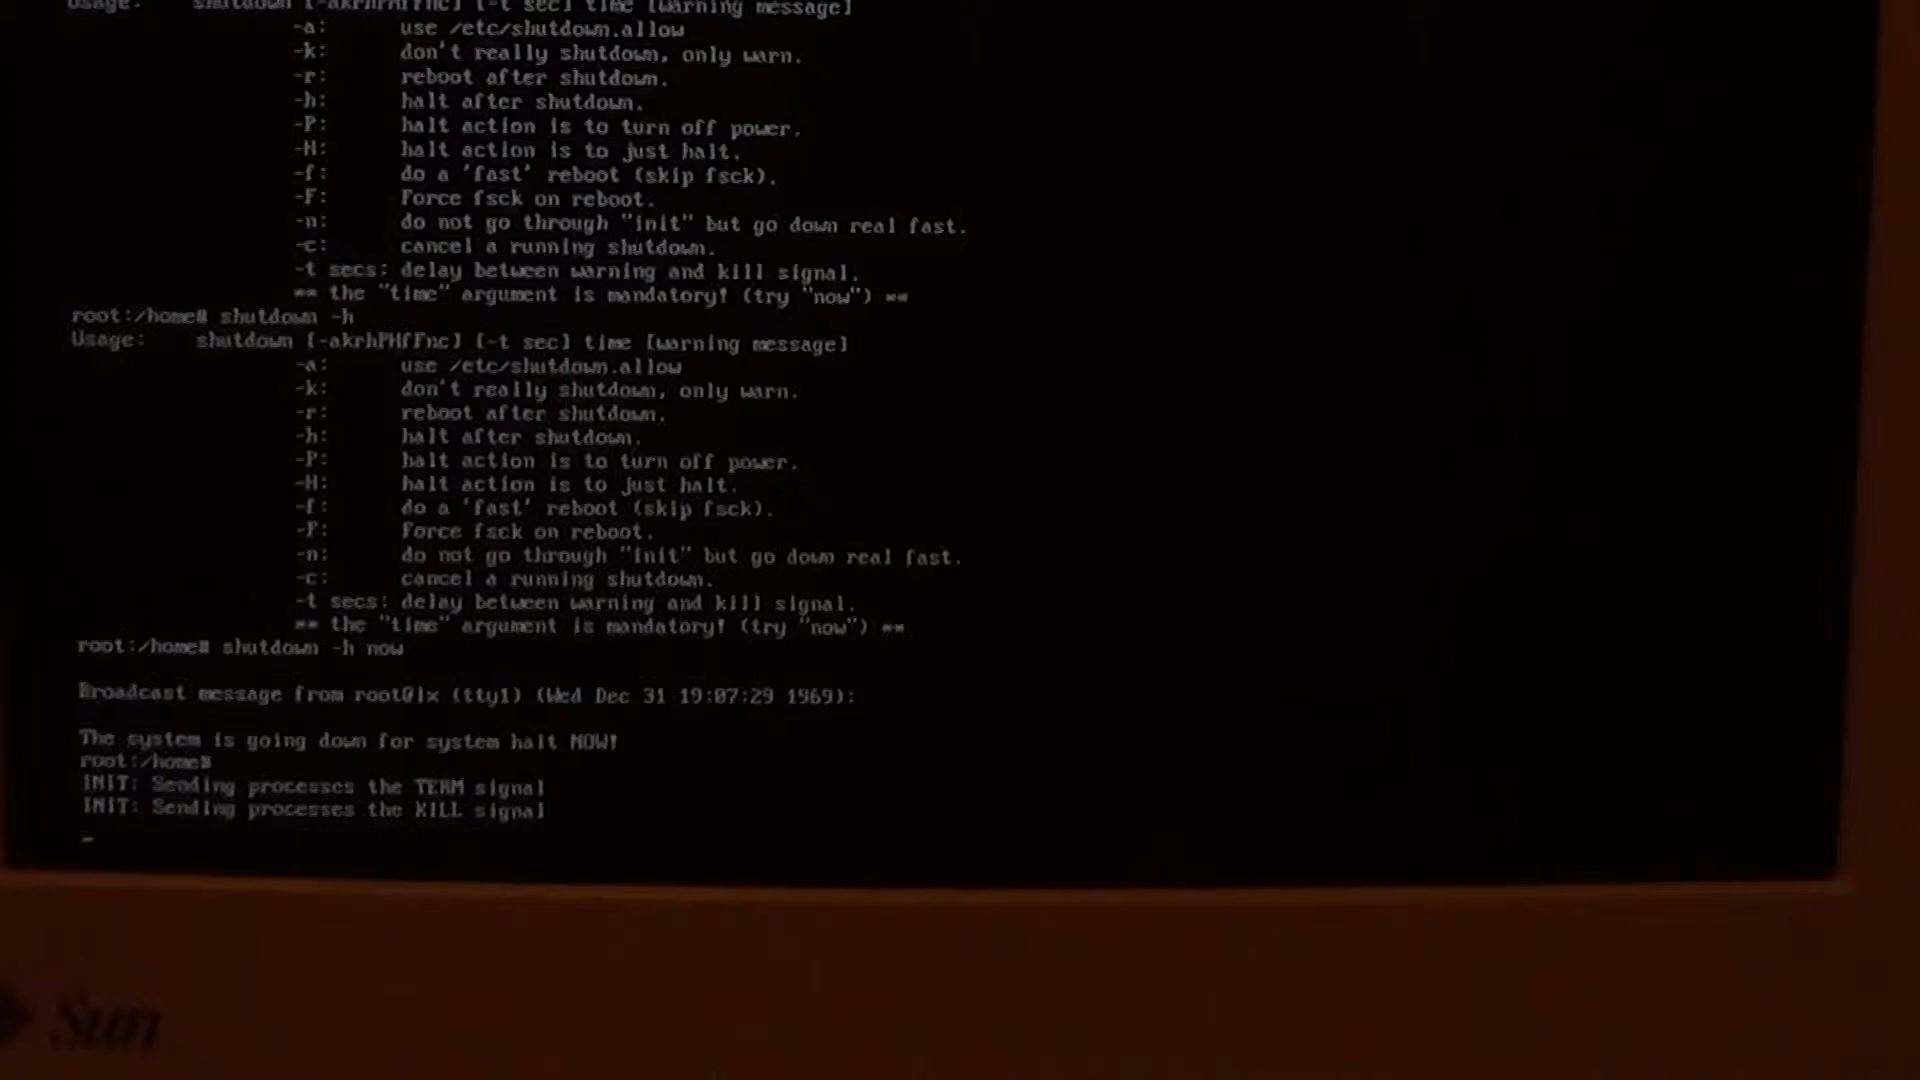 Usage: shutdown [-akrhPHfFnc] [-t sec] time [warning message]
-a: use /etc/shutdown.allow
-k: don't really shutdown, only warn.
-r: reboot after shutdown.
-h: halt after shutdown.
-P: halt action is to turn off power.
-H: halt action is to just halt.
-f: do a 'fast' reboot (skip fsck).
-F: Force fsck on reboot.
-n: do not go through "init" but go down real fast.
-c: cancel a running shutdown.
-t secs: delay between warning and kill signal.
** the "time" argument is mandatory! (try "now") **
root:/home# shutdown -h
Usage: shutdown [-akrhPHfFnc] [-t sec] time [warning message]
-a: use /etc/shutdown.allow
-k: don't really shutdown, only warn.
-r: reboot after shutdown.
-h: halt after shutdown.
-P: halt action is to turn off power.
-H: halt action is to just halt.
-f: do a 'fast' reboot (skip fsck).
-F: Force fsck on reboot.
-n: do not go through "init" but go down real fast.
-c: cancel a running shutdown.
-t secs: delay between warning and kill signal.
** the "time" argument is mandatory! (try "now") **
root:/home# shutdown -h now
Broadcast message from root@lx (tty1) (Wed Dec 31 19:07:29 1969):
The system is going down for system halt NOW!
root:/home#
INIT: Sending processes the TERM signal
INIT: Sending processes the KILL signal
Sun